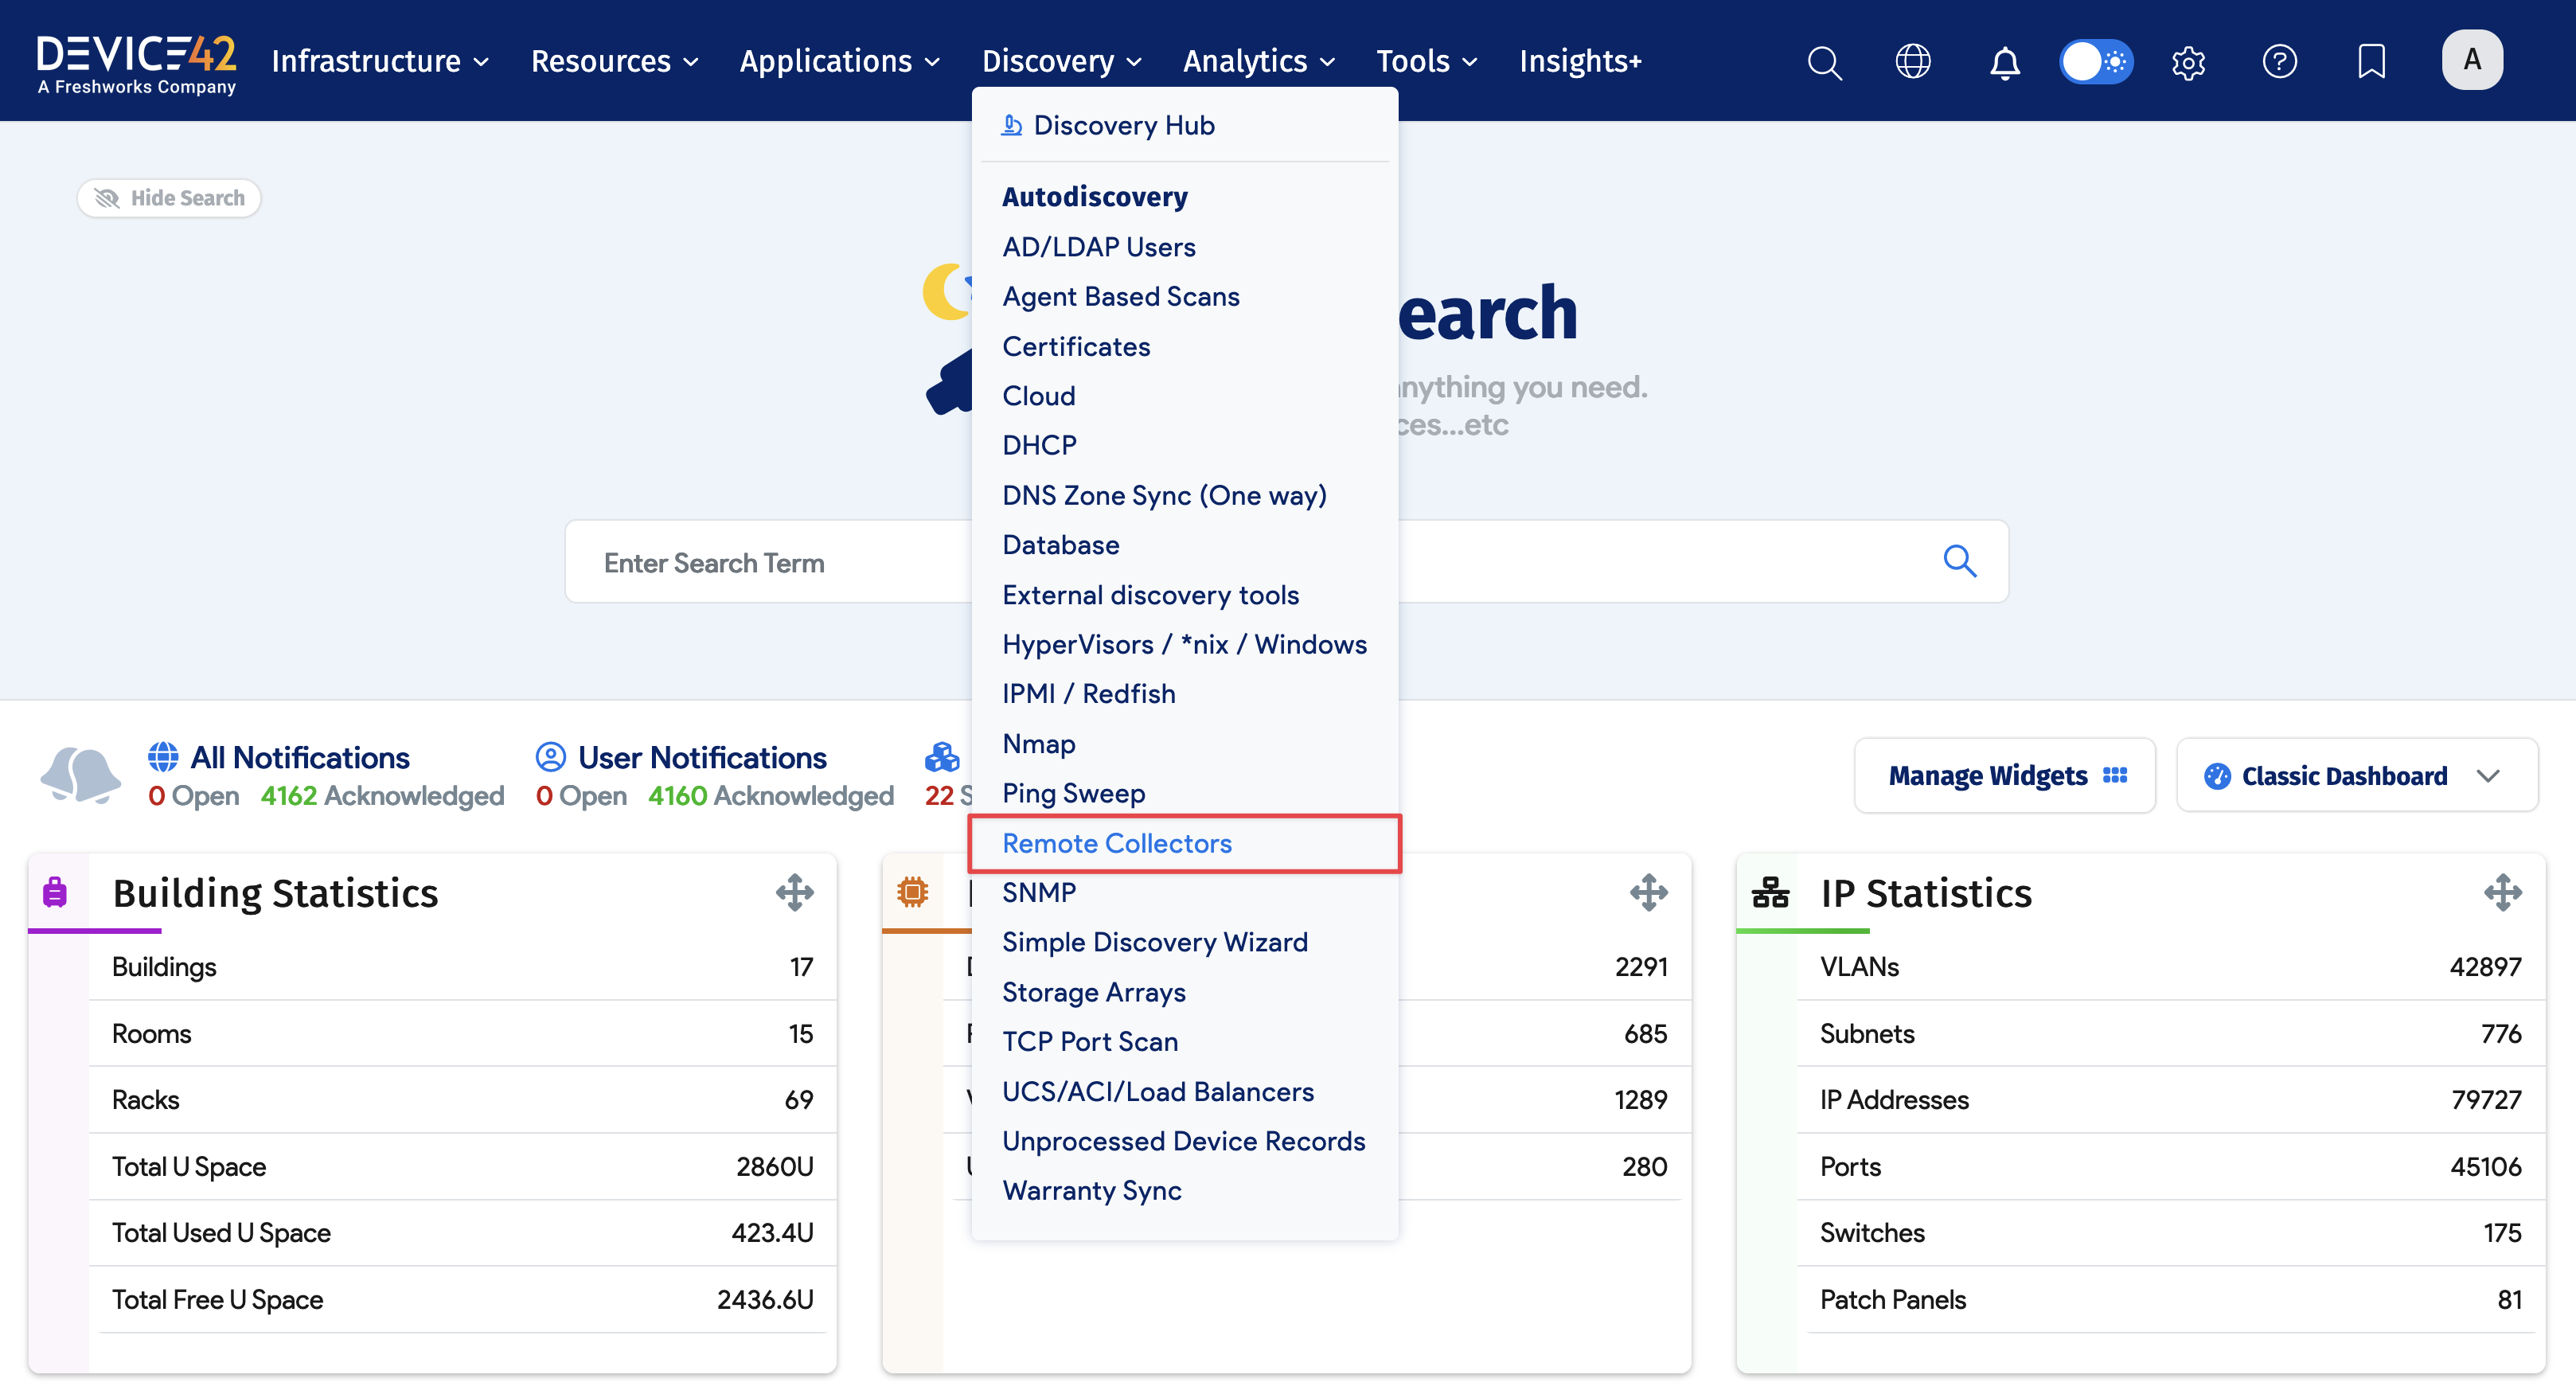 DEVICE42
A Freshworks Company
Infrastructure Resources Applications Discovery Analytics Tools Insights+
A
Discovery Hub
Autodiscovery
AD/LDAP Users
Agent Based Scans
Certificates
Cloud
DHCP
DNS Zone Sync (One way)
Database
External discovery tools
HyperVisors / *nix / Windows
IPMI / Redfish
Nmap
Ping Sweep
Remote Collectors
SNMP
Simple Discovery Wizard
Storage Arrays
TCP Port Scan
UCS/ACI/Load Balancers
Unprocessed Device Records
Warranty Sync
Hide Search
earch
nything you need.
ces...etc
Enter Search Term
All Notifications
0 Open 4162 Acknowledged
User Notifications
0 Open 4160 Acknowledged
22 S
Manage Widgets
Classic Dashboard
Building Statistics
Buildings 17
Rooms 15
Racks 69
Total U Space 2860U
Total Used U Space 423.4U
Total Free U Space 2436.6U
2291
685
1289
280
IP Statistics
VLANs 42897
Subnets 776
IP Addresses 79727
Ports 45106
Switches 175
Patch Panels 81